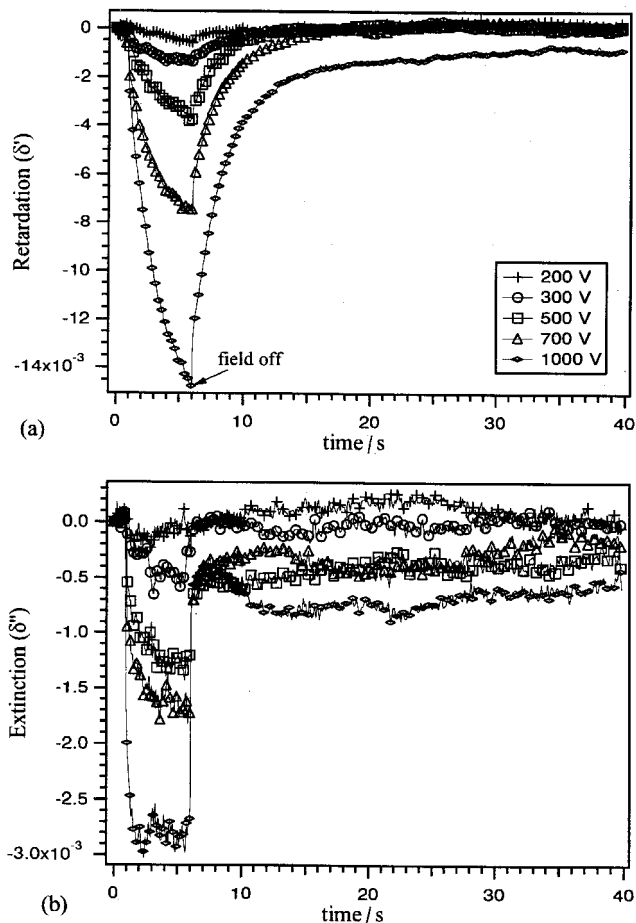 0
-2
-4
-6
-8
-10
-12
-14x10⁻³
Retardation (δ')
200 V
300 V
500 V
700 V
1000 V
field off
0 10 20 30 40
(a)
time / s
0.0
-0.5
-1.0
-1.5
-2.0
-2.5
-3.0x10⁻³
Extinction (δ")
0 10 20 30 40
(b)
time / s